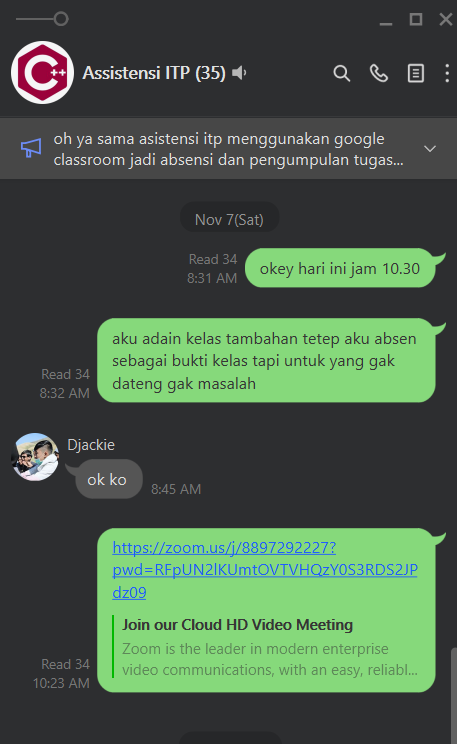 C++
Assistensi ITP (35)
oh ya sama asistensi itp menggunakan google
classroom jadi absensi dan pengumpulan tugas...
Nov 7(Sat)
Read 34
8:31 AM
okey hari ini jam 10.30
aku adain kelas tambahan tetep aku absen
sebagai bukti kelas tapi untuk yang gak
dateng gak masalah
Read 34
8:32 AM
Djackie
ok ko
8:45 AM
https://zoom.us/j/8897292227?
pwd=RFpUN2lKUmtOVTVHQzY0S3RDS2JP
dz09
Join our Cloud HD Video Meeting
Zoom is the leader in modern enterprise
video communications, with an easy, reliabl...
Read 34
10:23 AM